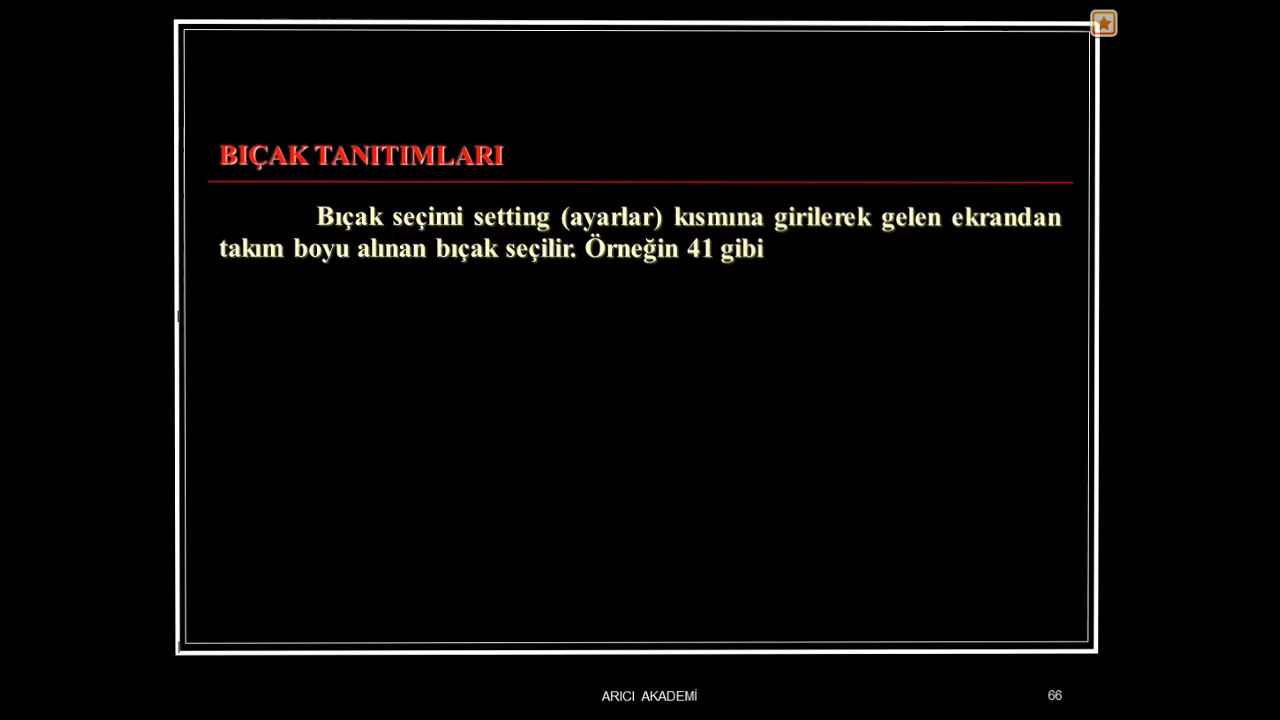 BIÇAK TANITIMLARI
Bıçak seçimi setting (ayarlar) kısmına girilerek gelen ekrandan
takım boyu alınan bıçak seçilir. Örneğin 41 gibi
ARICI AKADEMİ
66